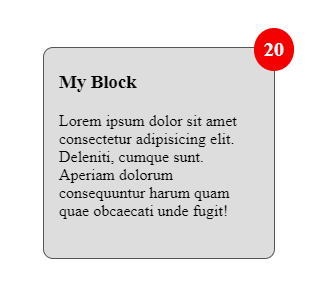 20
My Block
Lorem ipsum dolor sit amet
consectetur adipisicing elit.
Deleniti, cumque sunt.
Aperiam dolorum
consequuntur harum quam
quae obcaecati unde fugit!